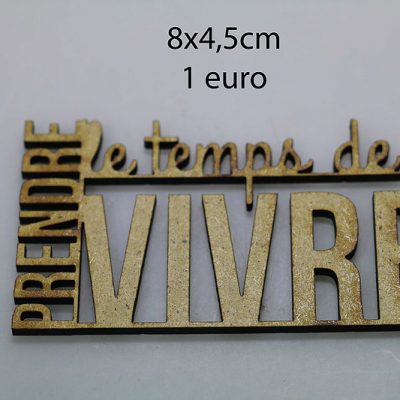 8x4,5cm
1 euro
PRENDRE
le temps de
VIVR